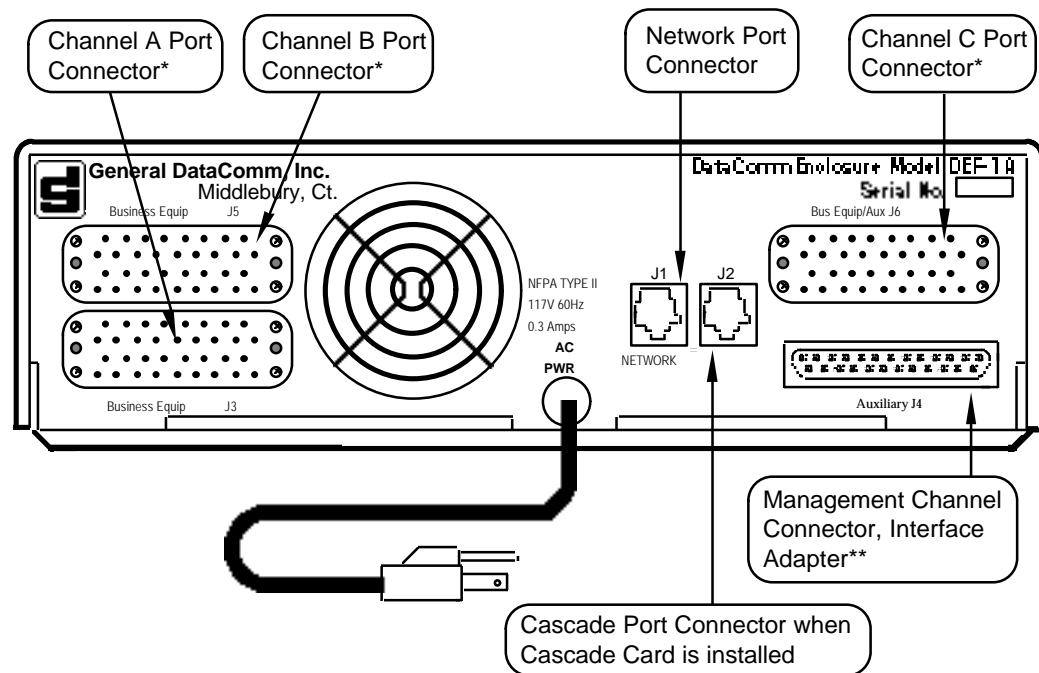 Channel A Port
Connector*
Channel B Port
Connector*
Network Port
Connector
Channel C Port
Connector*
General DataComm, Inc.
Middlebury, Ct.
DataComm Enclosure Model DEF-1A
Serial No.
Business Equip J5
Bus Equip/Aux J6
NFPA TYPE II
117V 60Hz
0.3 Amps
AC
PWR
J1
J2
NETWORK
Business Equip J3
Auxiliary J4
Management Channel
Connector, Interface
Adapter**
Cascade Port Connector when
Cascade Card is installed